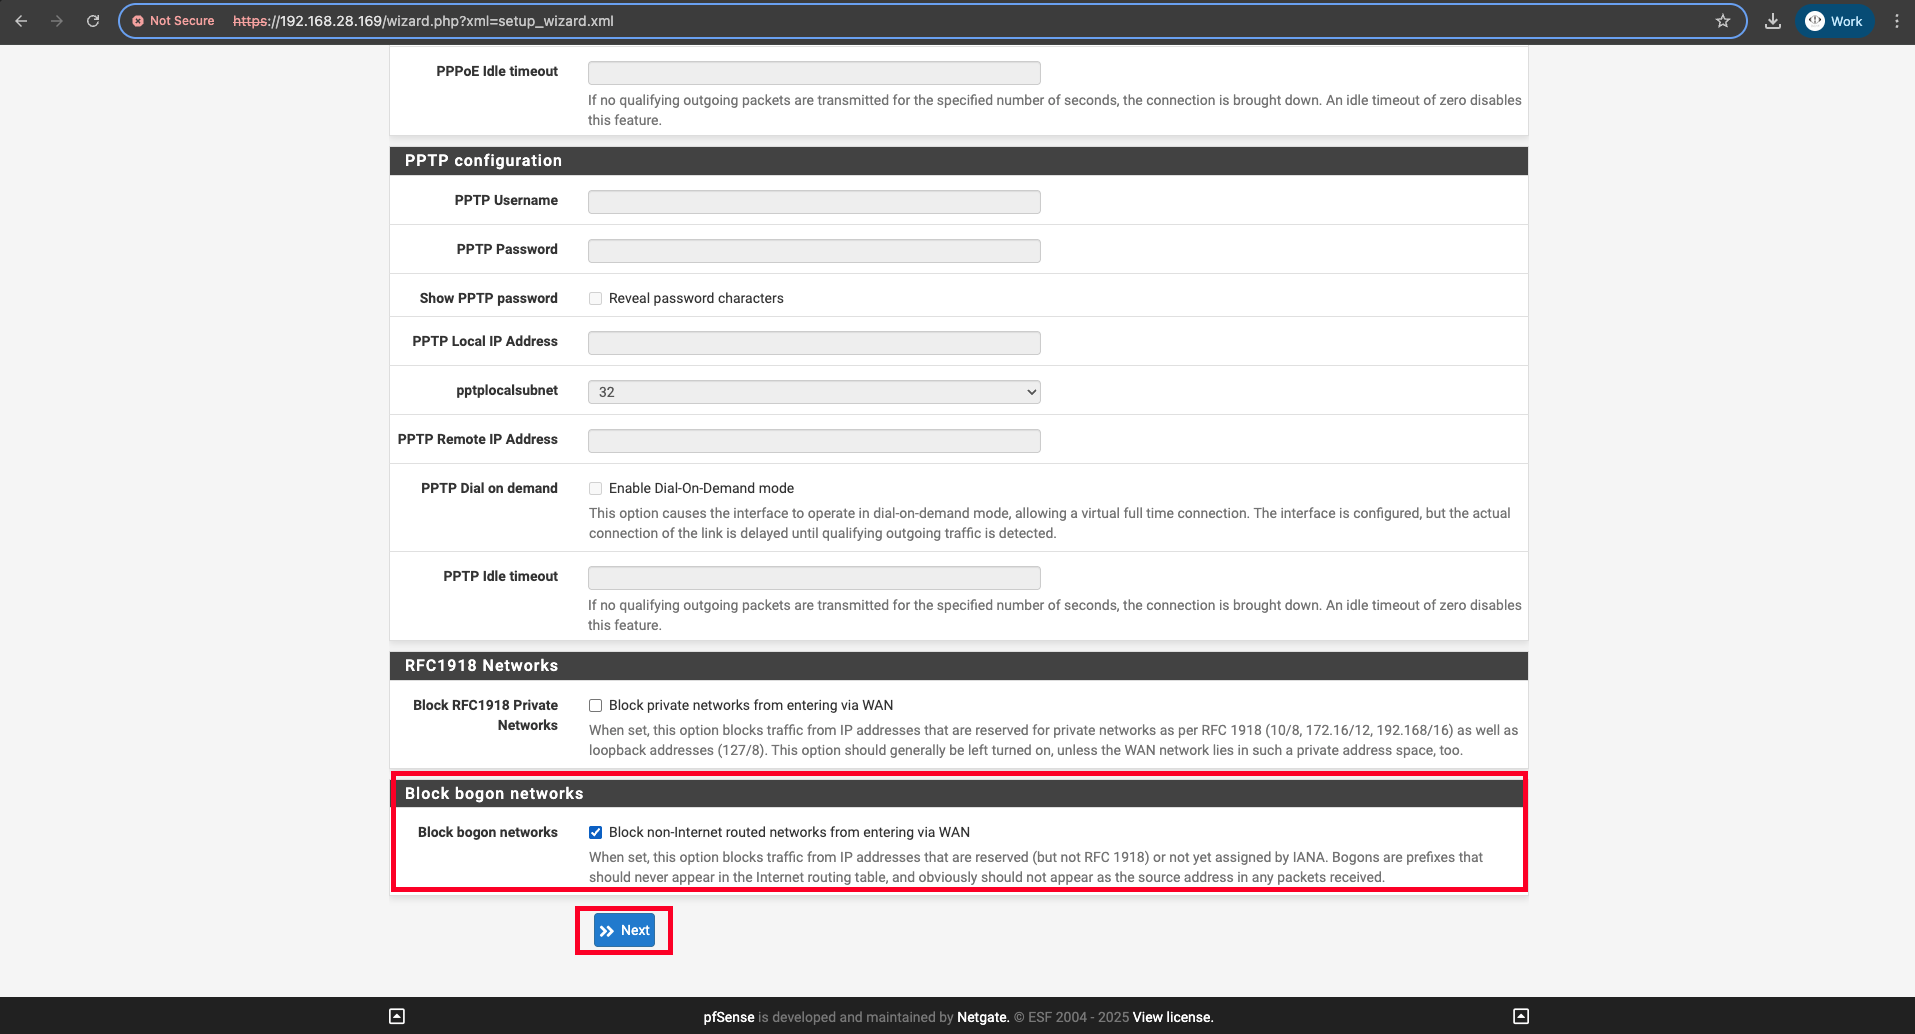 Not Secure https://192.168.28.169/wizard.php?xml=setup_wizard.xml Work
PPPoE Idle timeout
If no qualifying outgoing packets are transmitted for the specified number of seconds, the connection is brought down. An idle timeout of zero disables
this feature.
PPTP configuration
PPTP Username
PPTP Password
Show PPTP password Reveal password characters
PPTP Local IP Address
pptplocalsubnet 32
PPTP Remote IP Address
PPTP Dial on demand Enable Dial-On-Demand mode
This option causes the interface to operate in dial-on-demand mode, allowing a virtual full time connection. The interface is configured, but the actual
connection of the link is delayed until qualifying outgoing traffic is detected.
PPTP Idle timeout
If no qualifying outgoing packets are transmitted for the specified number of seconds, the connection is brought down. An idle timeout of zero disables
this feature.
RFC1918 Networks
Block RFC1918 Private
Networks
Block private networks from entering via WAN
When set, this option blocks traffic from IP addresses that are reserved for private networks as per RFC 1918 (10/8, 172.16/12, 192.168/16) as well as
loopback addresses (127/8). This option should generally be left turned on, unless the WAN network lies in such a private address space, too.
Block bogon networks
Block bogon networks Block non-Internet routed networks from entering via WAN
When set, this option blocks traffic from IP addresses that are reserved (but not RFC 1918) or not yet assigned by IANA. Bogons are prefixes that
should never appear in the Internet routing table, and obviously should not appear as the source address in any packets received.
Next
pfSense is developed and maintained by Netgate. © ESF 2004 - 2025 View license.